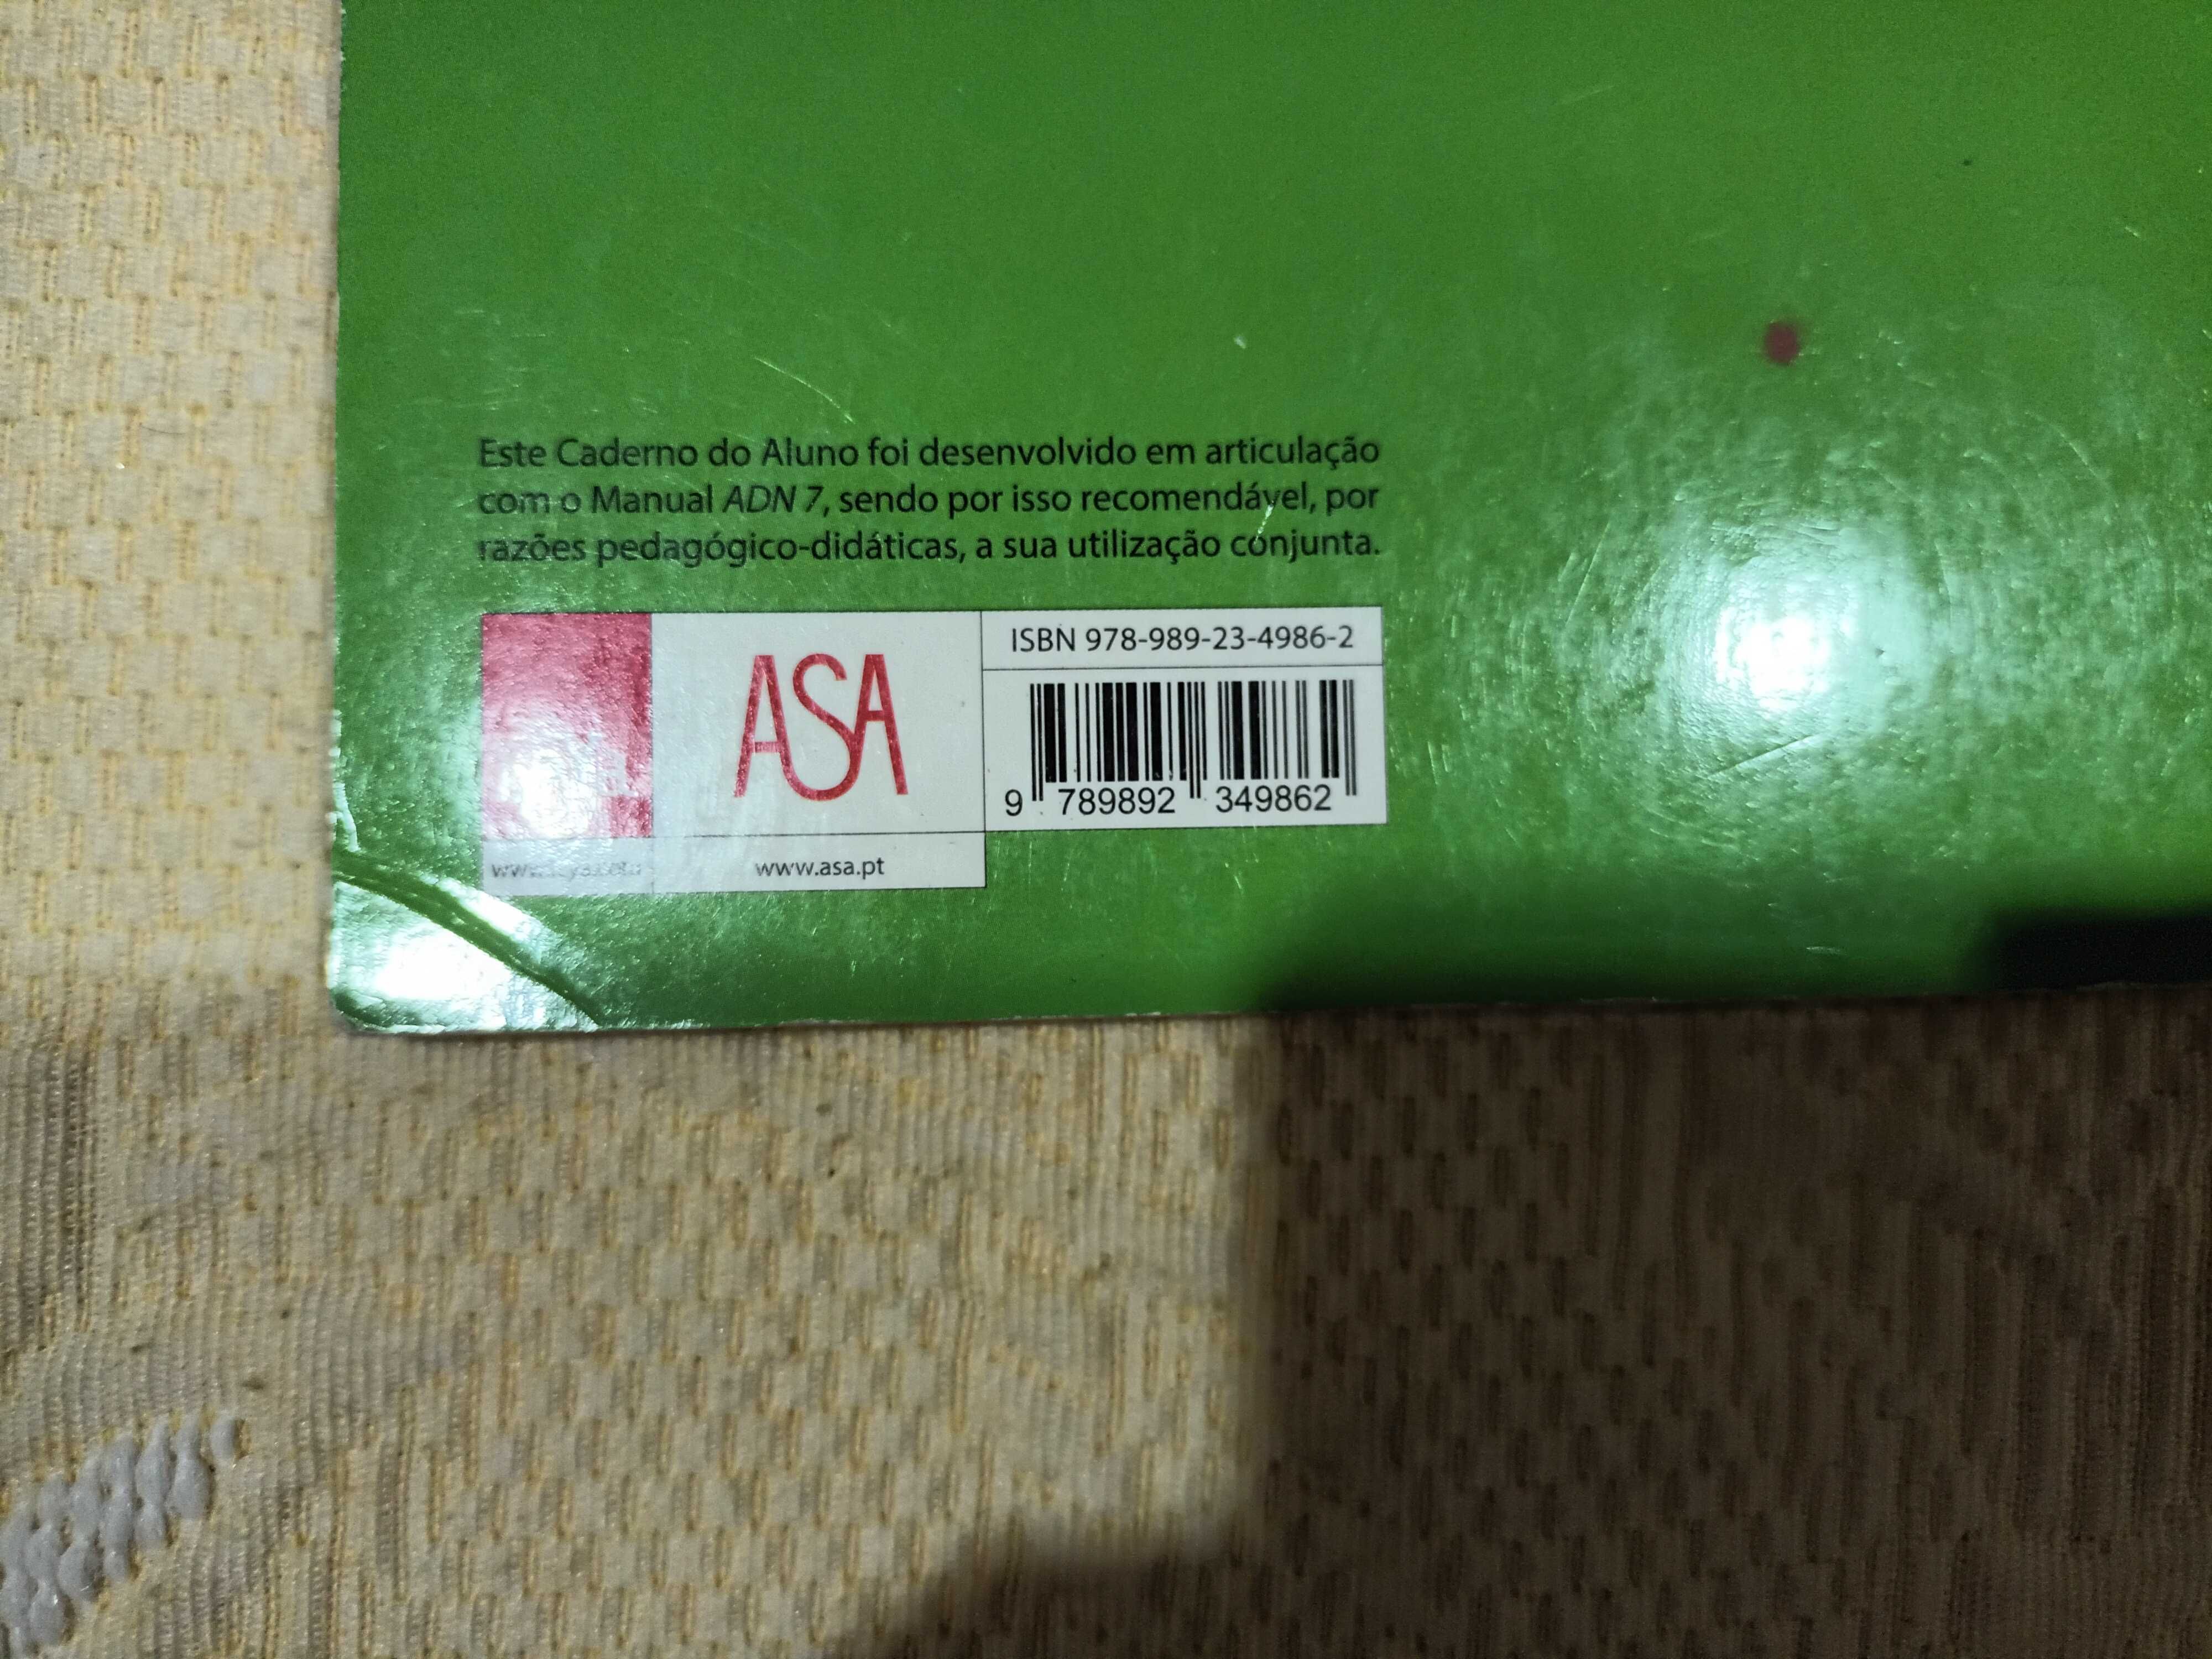 Este Caderno do Aluno foi desenvolvido em articulação
com o Manual ADN 7, sendo por isso recomendável, por
razões pedagógico-didáticas, a sua utilização conjunta.
ASA
ISBN 978-989-23-4986-2
9 789892 349862
www.asa.pt